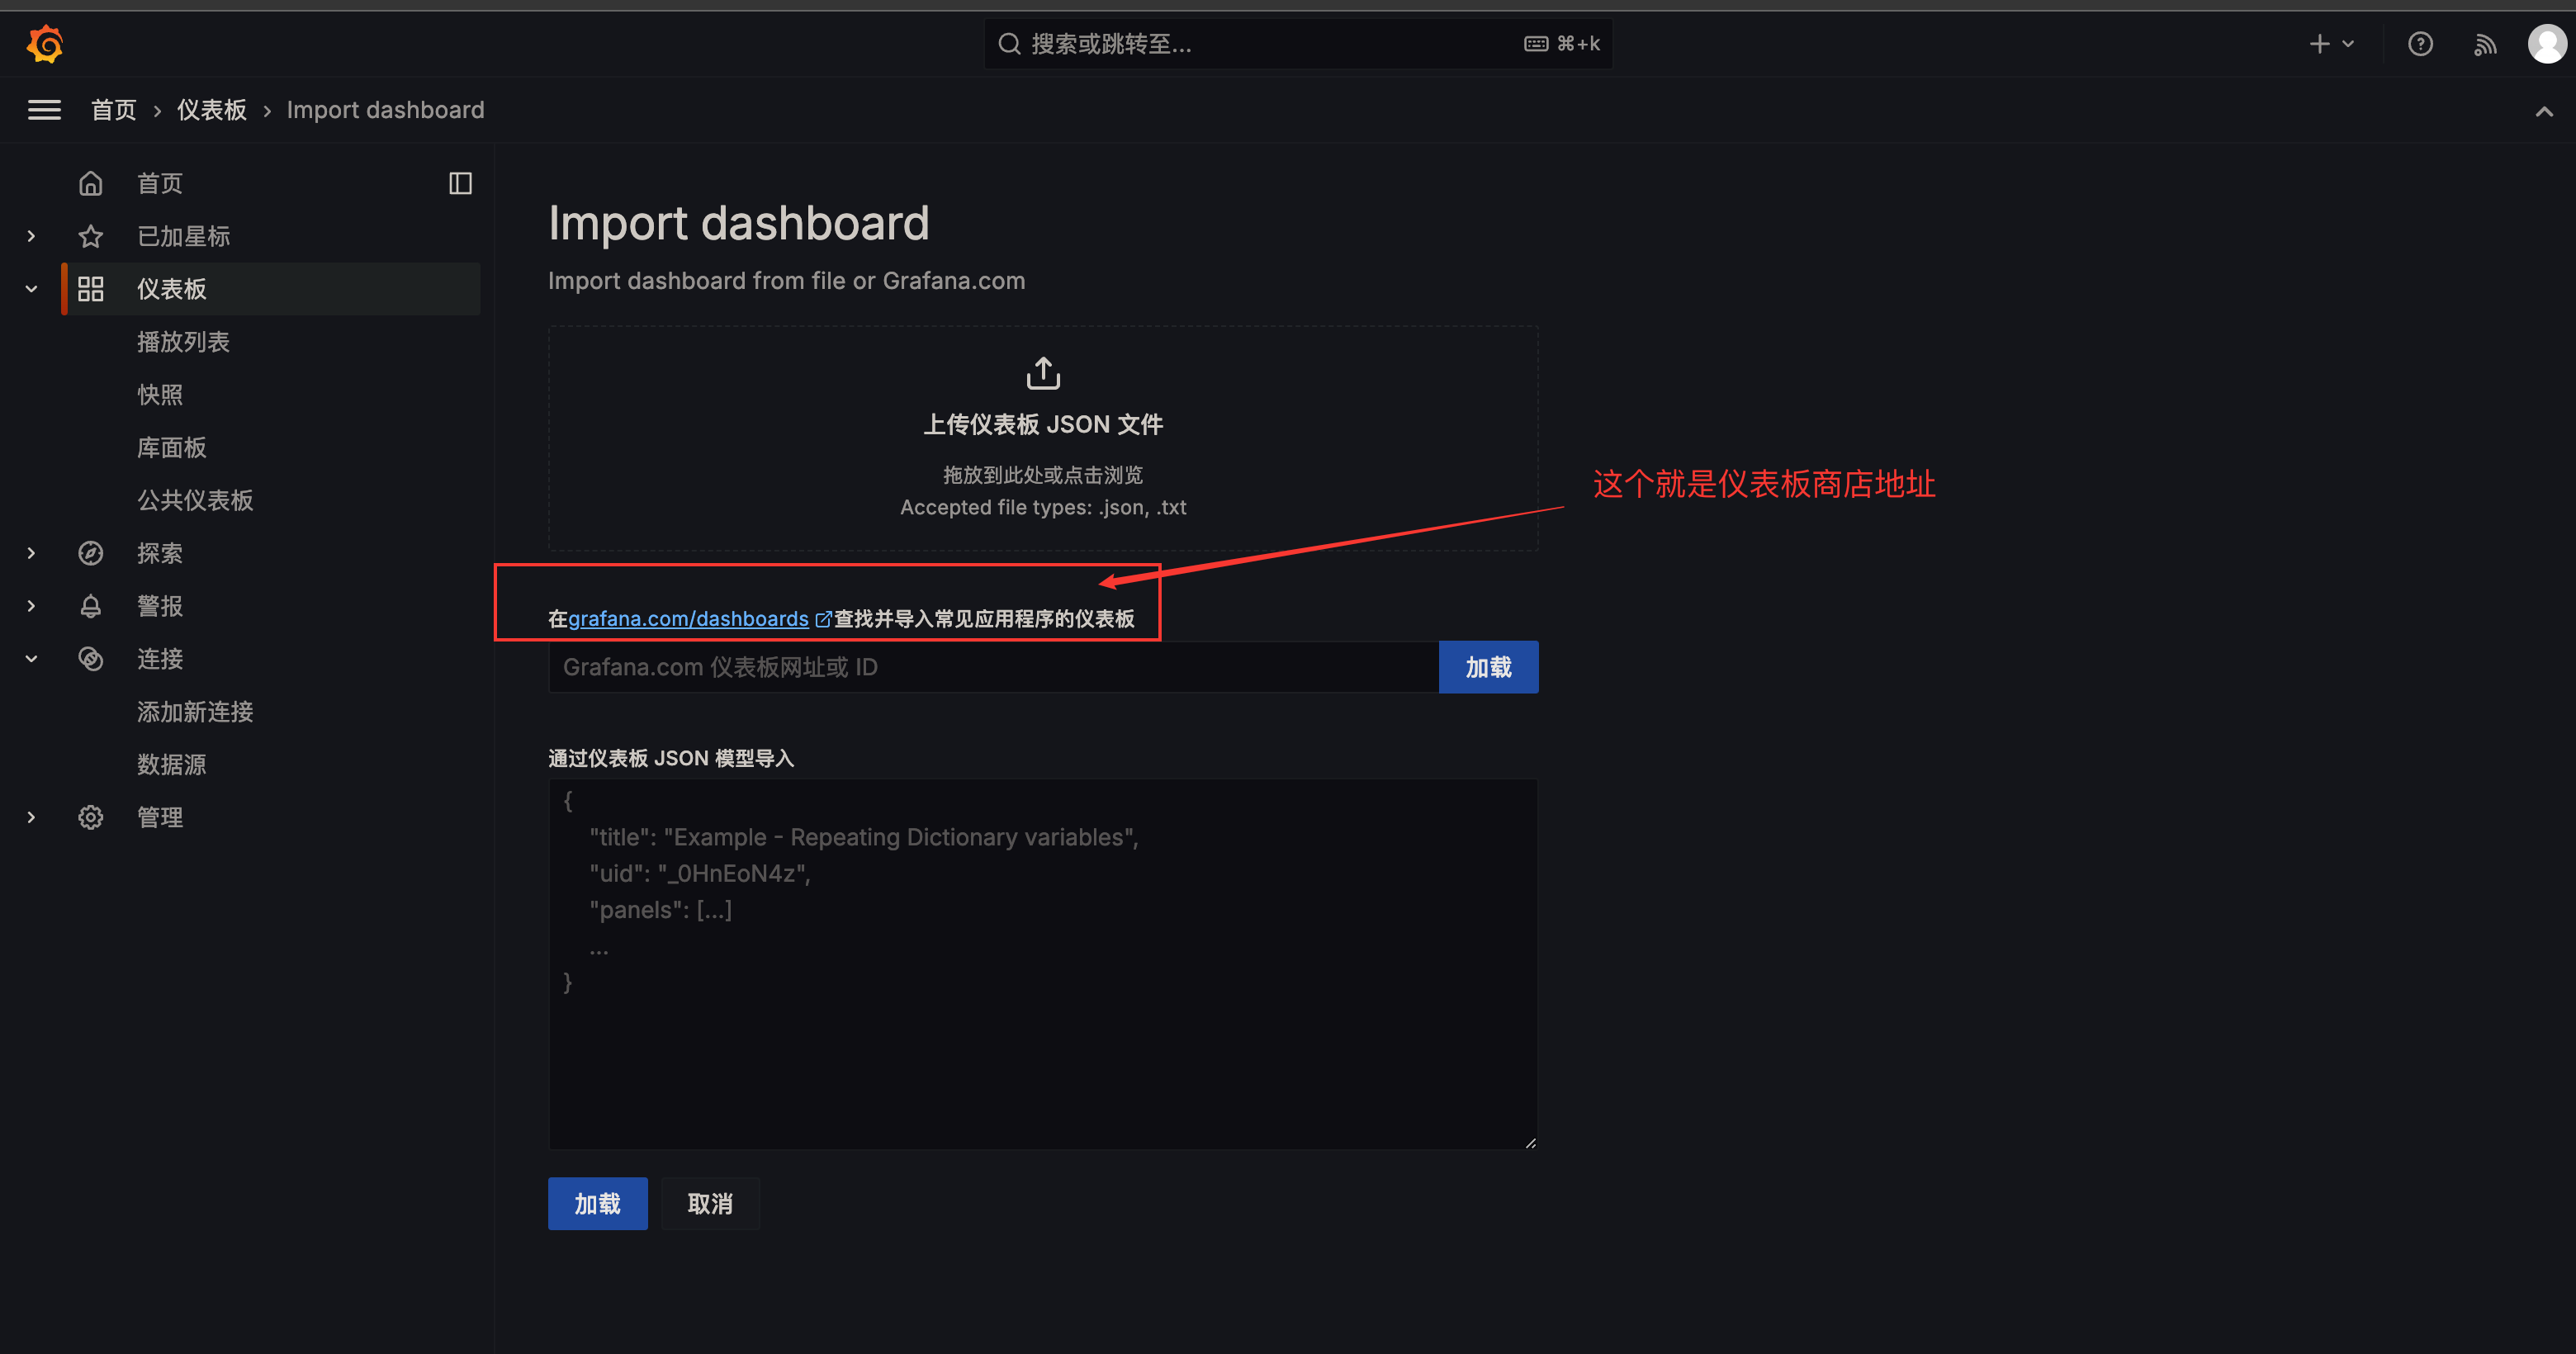 搜索或跳转至...
⌘+k
首页 › 仪表板 › Import dashboard
首页
已加星标
仪表板
播放列表
快照
库面板
公共仪表板
探索
警报
连接
添加新连接
数据源
管理
Import dashboard
Import dashboard from file or Grafana.com
上传仪表板 JSON 文件
拖放到此处或点击浏览
Accepted file types: .json, .txt
这个就是仪表板商店地址
在grafana.com/dashboards查找并导入常见应用程序的仪表板
Grafana.com 仪表板网址或 ID
加载
通过仪表板 JSON 模型导入
{
"title": "Example - Repeating Dictionary variables",
"uid": "_0HnEoN4z",
"panels": [...]
...
}
加载
取消